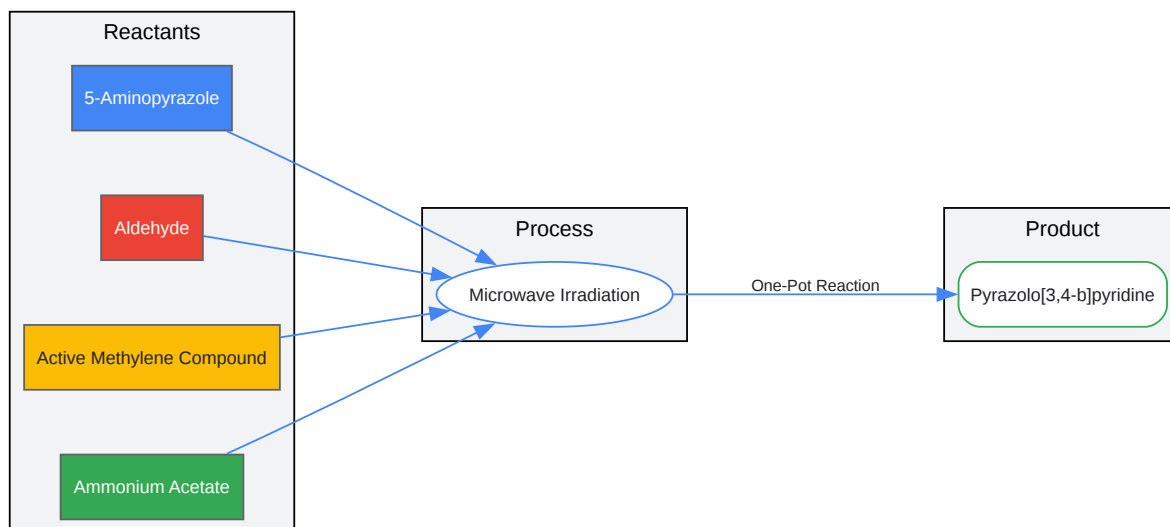 Reactants
5-Aminopyrazole
Aldehyde
Active Methylene Compound
Ammonium Acetate
Process
Microwave Irradiation
One-Pot Reaction
Product
Pyrazolo[3,4-b]pyridine